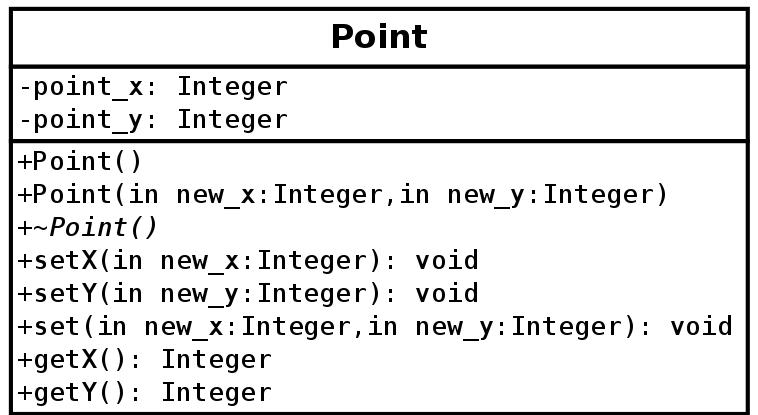 Point
-point_x: Integer
-point_y: Integer
+Point()
+Point(in new_x:Integer,in new_y:Integer)
+~Point()
+setX(in new_x:Integer): void
+setY(in new_y:Integer): void
+set(in new_x:Integer,in new_y:Integer): void
+getX(): Integer
+getY(): Integer